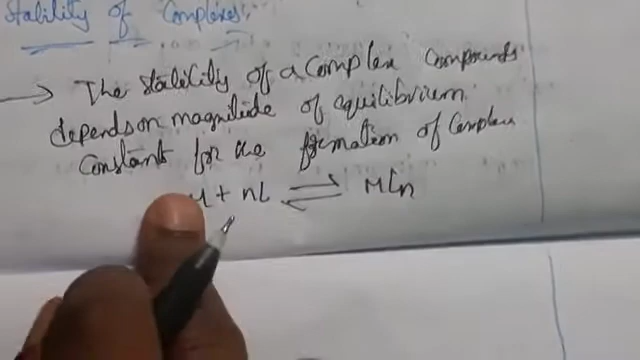 Stability of Complexes:
→ The stability of a Complex Compounds
depends on magnitude of equilibrium
Constant for the formation of Complex
M + nL ⇌ MLn